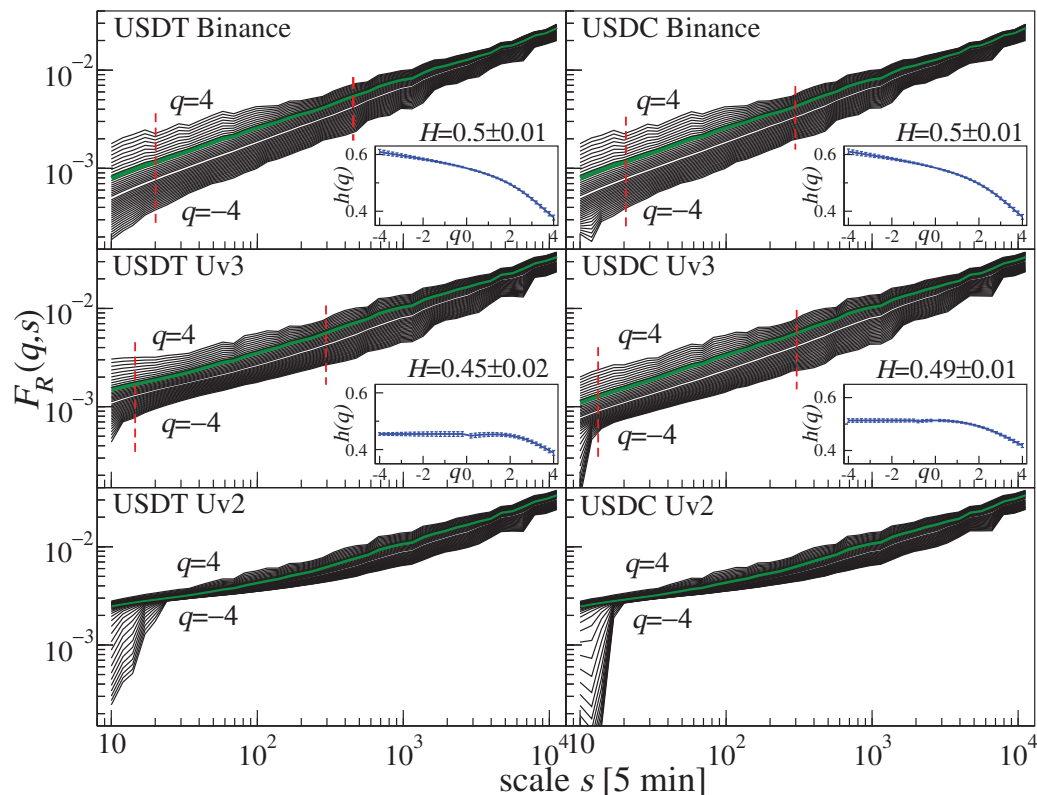 USDT Binance
10⁻²
q=4
10⁻³
q=-4
H=0.5±0.01
0.6
h(q)
0.4
-4 -2 q0 2 4
USDC Binance
q=4
q=-4
H=0.5±0.01
0.6
h(q)
0.4
-4 -2 q0 2 4
USDT Uv3
10⁻²
q=4
10⁻³
q=-4
H=0.45±0.02
0.6
h(q)
0.4
-4 -2 q0 2 4
USDC Uv3
q=4
q=-4
H=0.49±0.01
0.6
h(q)
0.4
-4 -2 q0 2 4
F_R(q,s)
USDT Uv2
10⁻²
q=4
q=-4
10⁻³
USDC Uv2
q=4
q=-4
10 10² 10³ 10⁴
10 10² 10³ 10⁴
scale s [5 min]